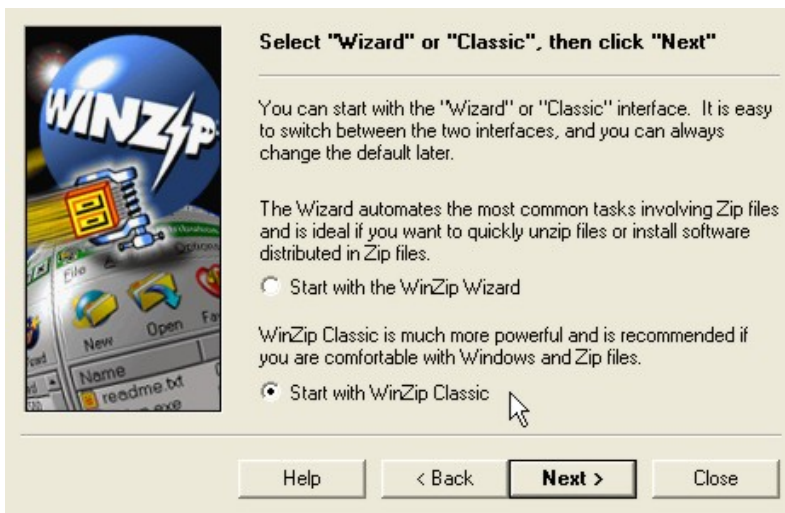 Select "Wizard" or "Classic", then click "Next"
WINZIP
You can start with the "Wizard" or "Classic" interface. It is easy
to switch between the two interfaces, and you can always
change the default later.
The Wizard automates the most common tasks involving Zip files
and is ideal if you want to quickly unzip files or install software
distributed in Zip files.
Start with the WinZip Wizard
WinZip Classic is much more powerful and is recommended if
you are comfortable with Windows and Zip files.
Start with WinZip Classic
File
Options
New
Open
Name
readme.txt
Help
< Back
Next >
Close